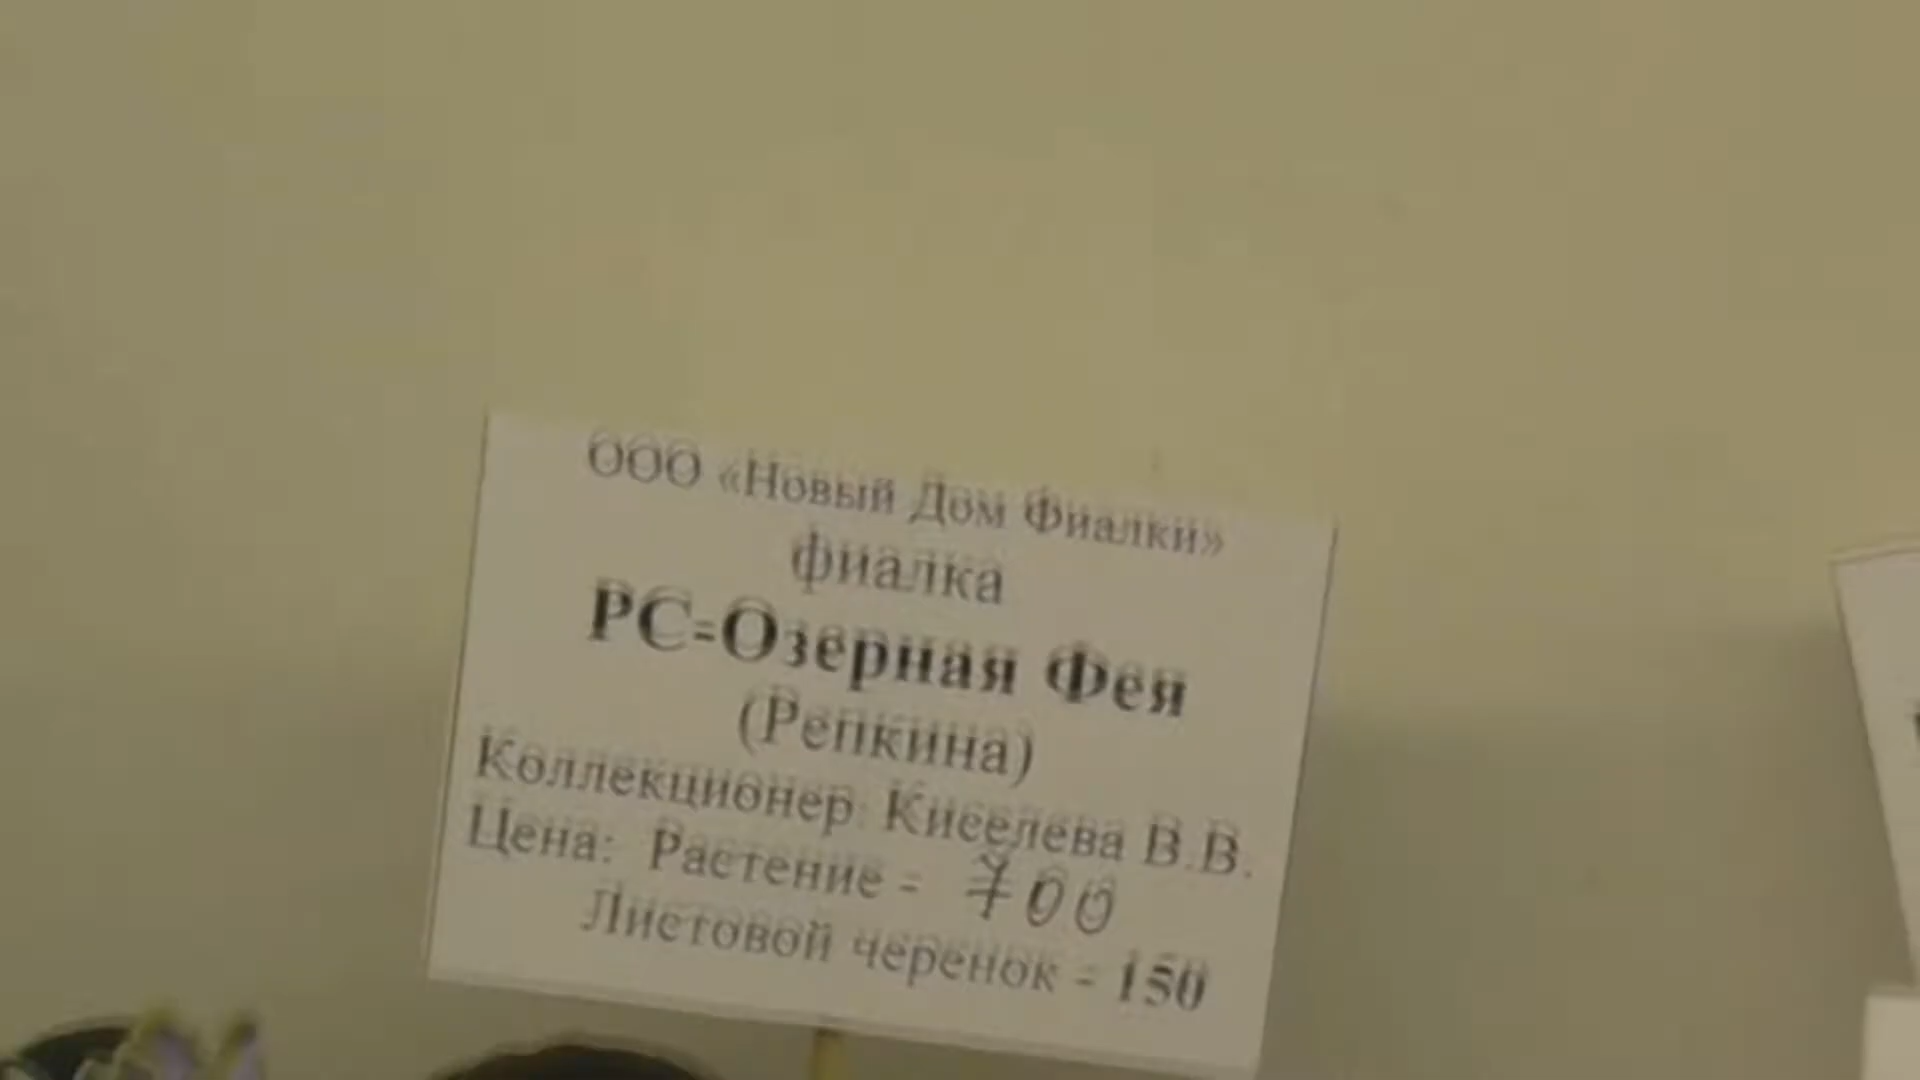 ООО «Новый Дом Фиалки»
фиалка
РС-Озерная Фея
(Репкина)
Коллекционер: Киселева В.В.
Цена: Растение - 700
Листовой черенок - 150